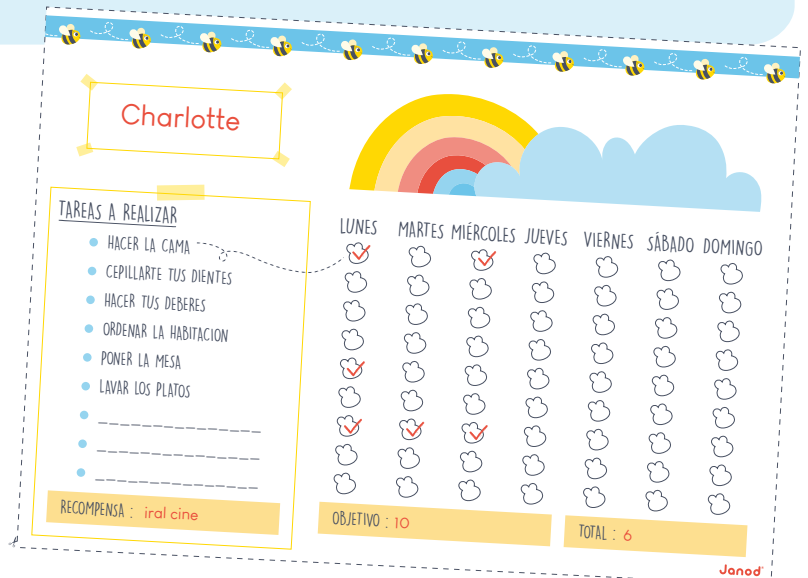 Charlotte
TAREAS A REALIZAR
HACER LA CAMA
CEPILLARTE TUS DIENTES
HACER TUS DEBERES
ORDENAR LA HABITACION
PONER LA MESA
LAVAR LOS PLATOS
RECOMPENSA : iral cine
LUNES MARTES MIÉRCOLES JUEVES VIERNES SÁBADO DOMINGO
OBJETIVO : 10
TOTAL : 6
Janod